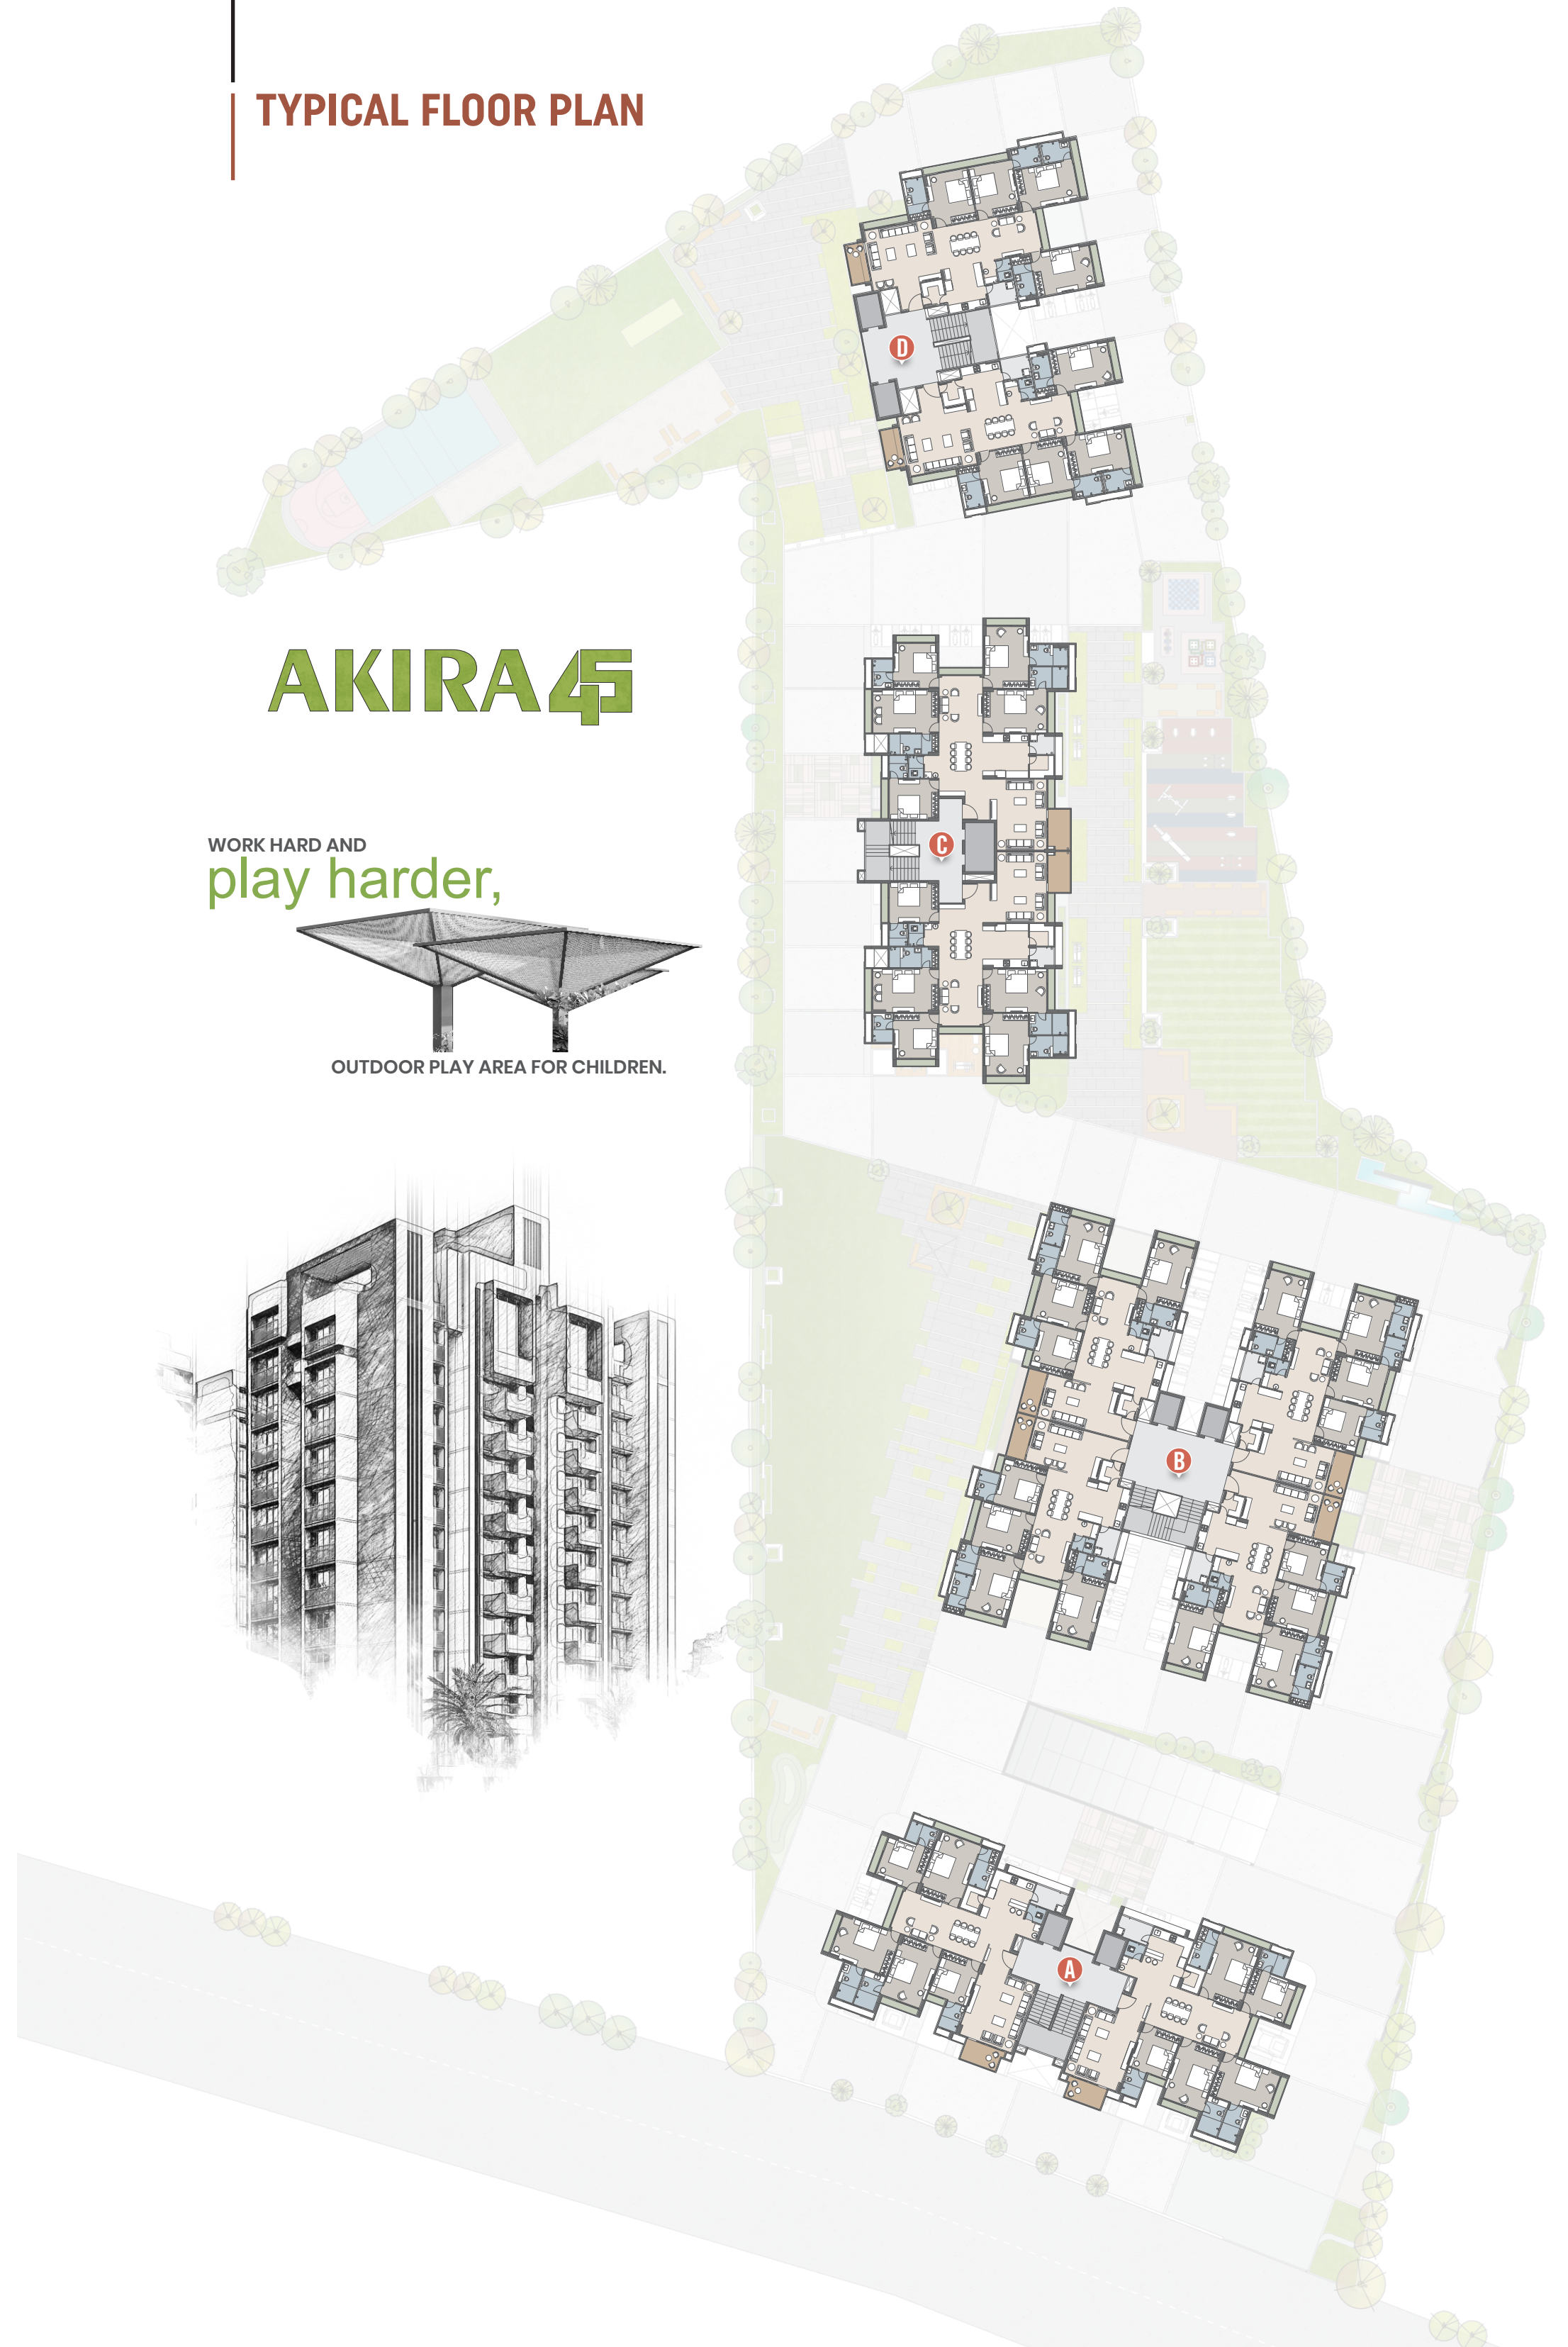 TYPICAL FLOOR PLAN
D
AKIRA 45
WORK HARD AND
play harder,
C
OUTDOOR PLAY AREA FOR CHILDREN.
B
A